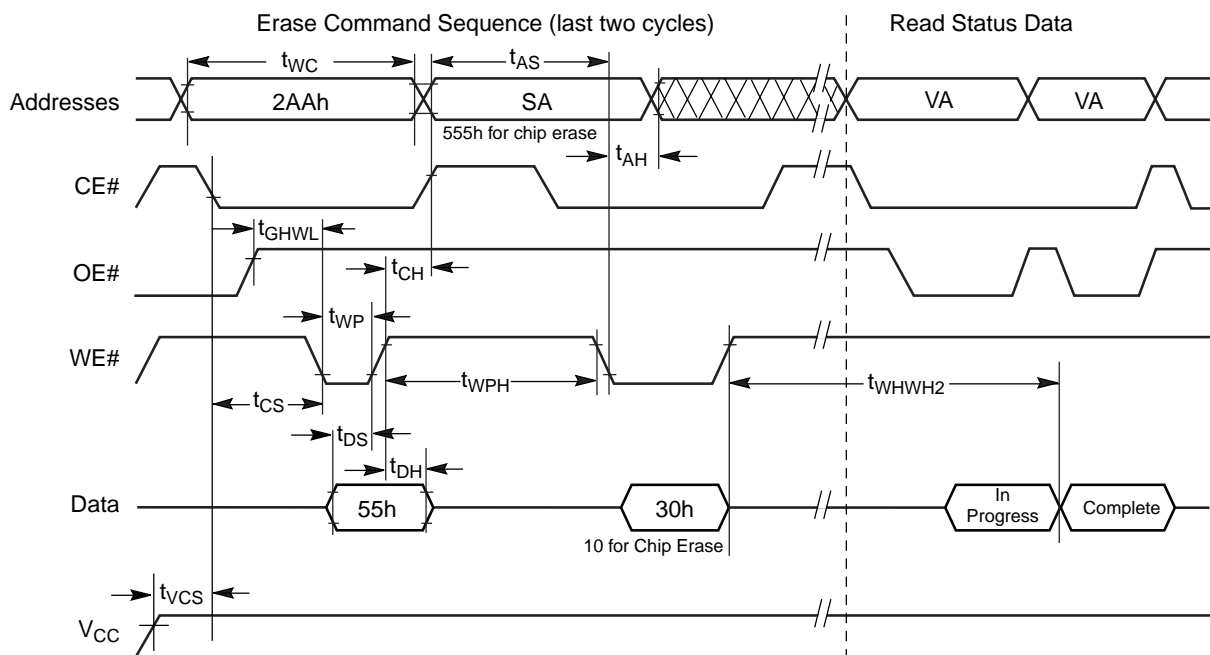 Erase Command Sequence (last two cycles)
Read Status Data
tWC
tAS
Addresses
2AAh
SA
VA
VA
555h for chip erase
tAH
CE#
tGHWL
OE#
tCH
tWP
WE#
tWPH
tWHWH2
tCS
tDS
tDH
Data
55h
30h
In
Progress
Complete
10 for Chip Erase
tVCS
VCC